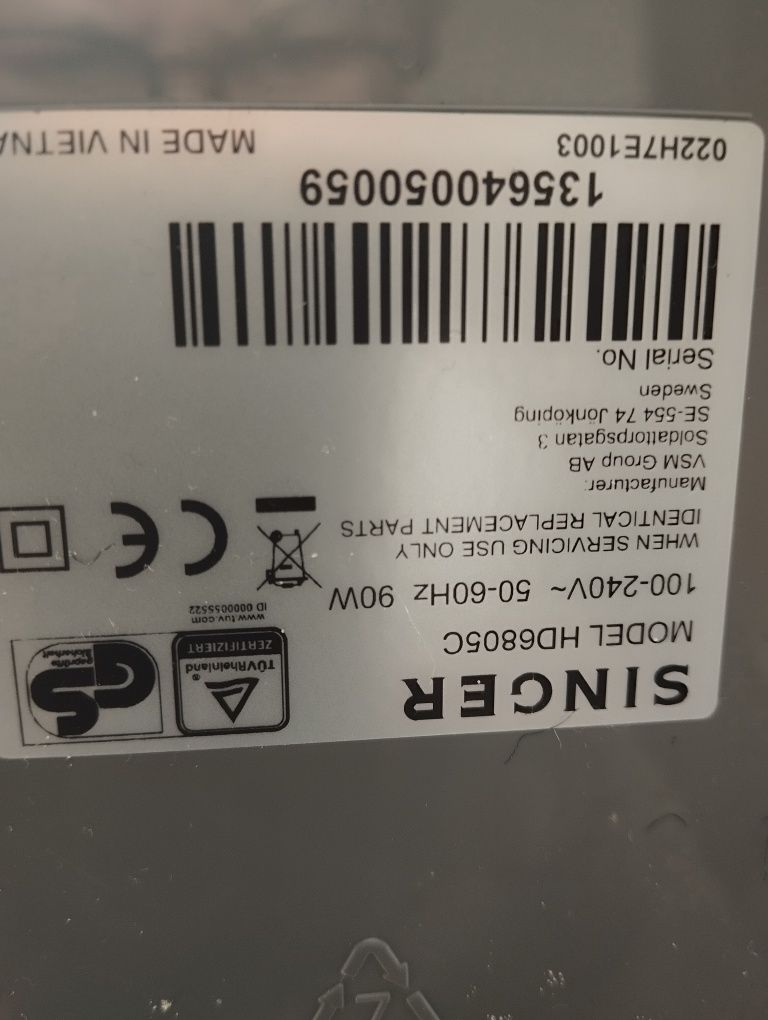 SINGER
MODEL HD6805C
100-240V~ 50-60Hz 90W
WHEN SERVICING USE ONLY
IDENTICAL REPLACEMENT PARTS
TÜVRheinland®
ZERTIFIZIERT
www.tuv.com
ID 0000055522
GS
geprüfte
Sicherheit
CE
Manufacturer:
VSM Group AB
Soldattorpsgatan 3
SE-554 74 Jönköping
Sweden
Serial No.
135640050059
022H7E1003 MADE IN VIETNA
7